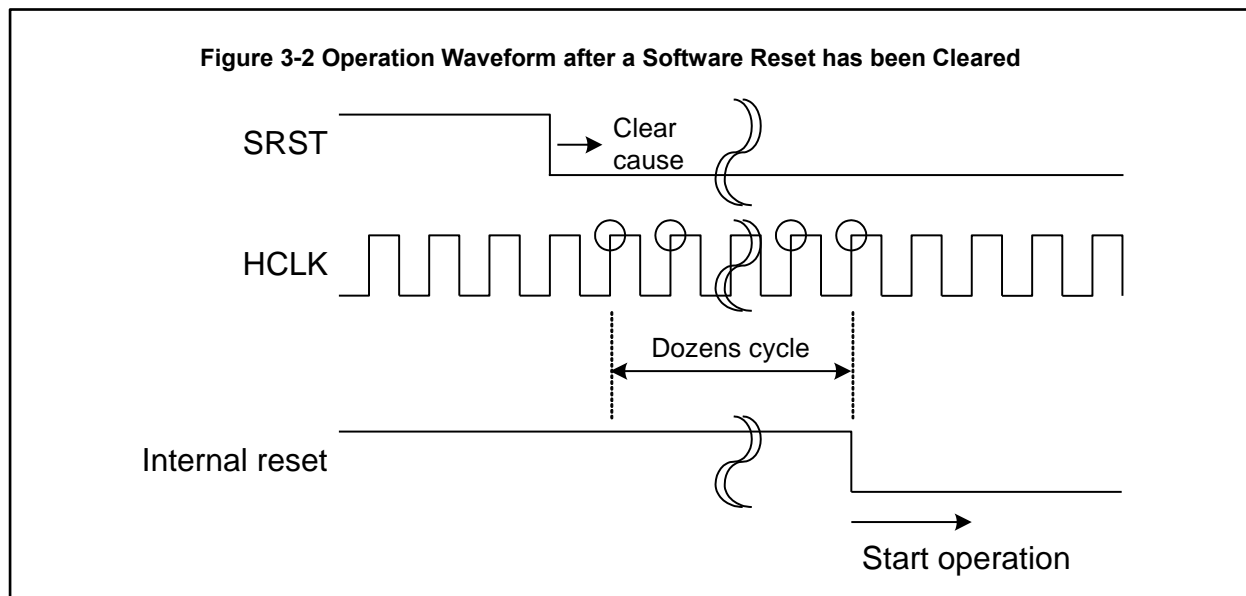 Figure 3-2 Operation Waveform after a Software Reset has been Cleared
SRST
Clear
cause
HCLK
Dozens cycle
Internal reset
Start operation